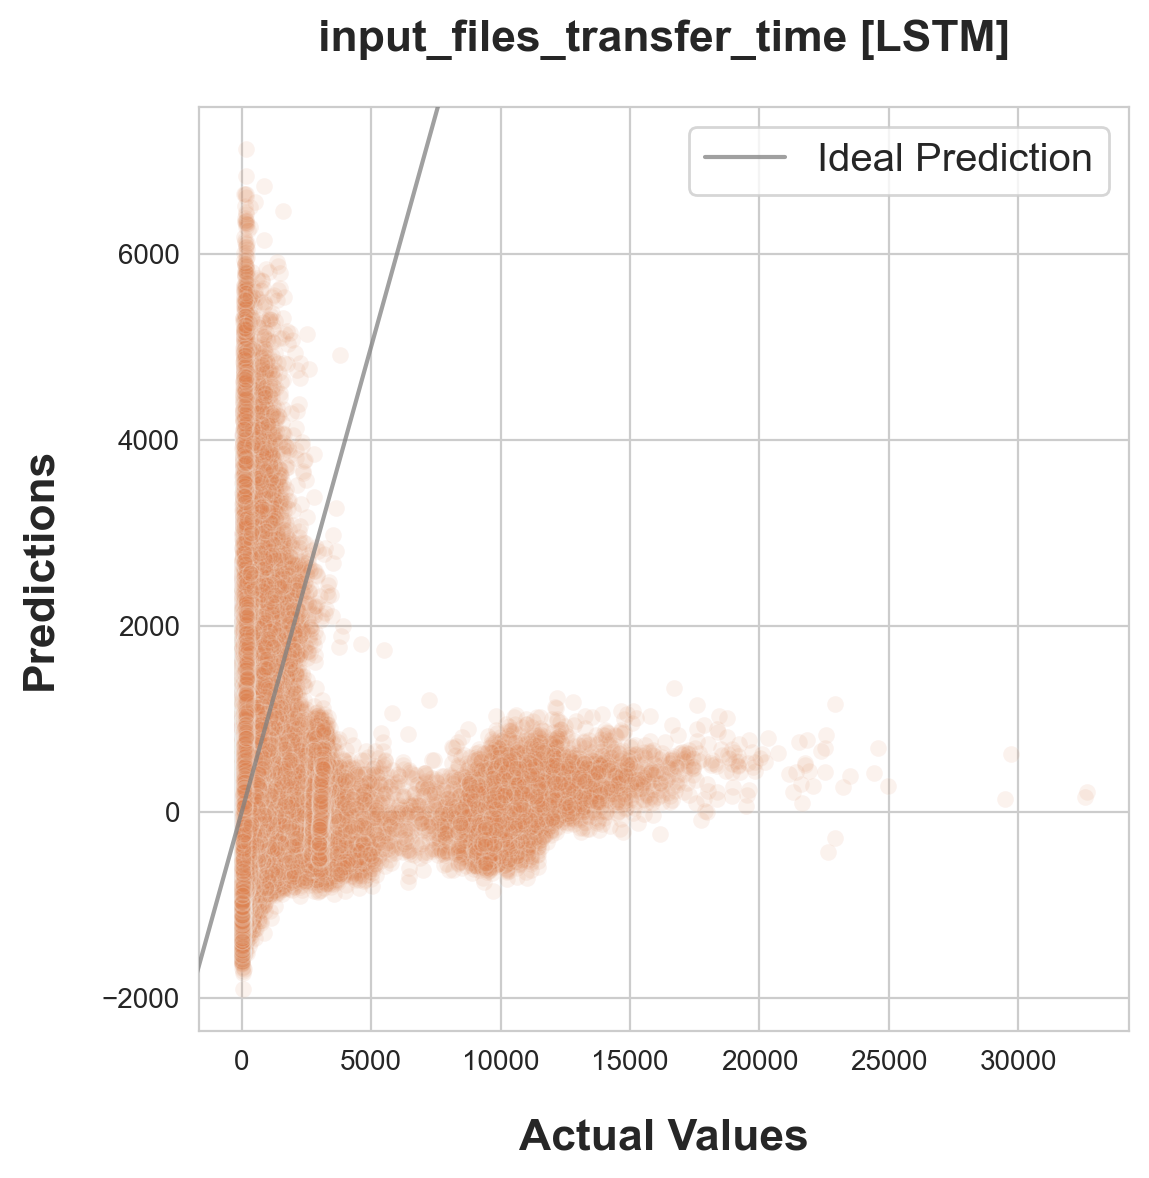 input_files_transfer_time [LSTM]
Ideal Prediction
Predictions
6000
4000
2000
0
−2000
0 5000 10000 15000 20000 25000 30000
Actual Values